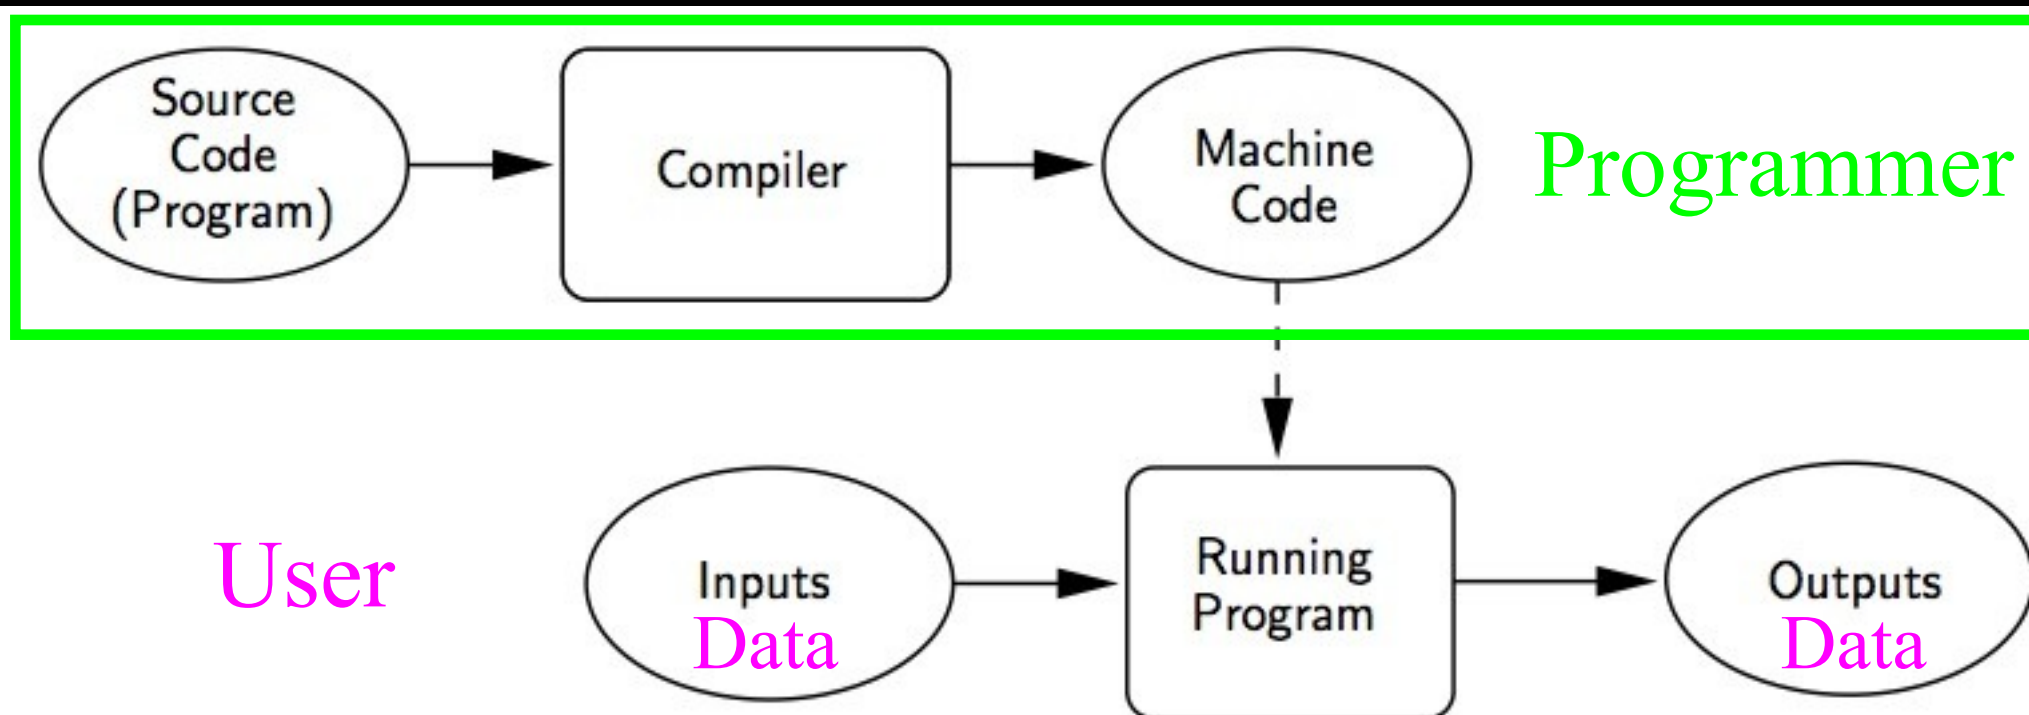 Source
Code
(Program)
Compiler
Machine
Code
Programmer
User
Inputs
Data
Running
Program
Outputs
Data